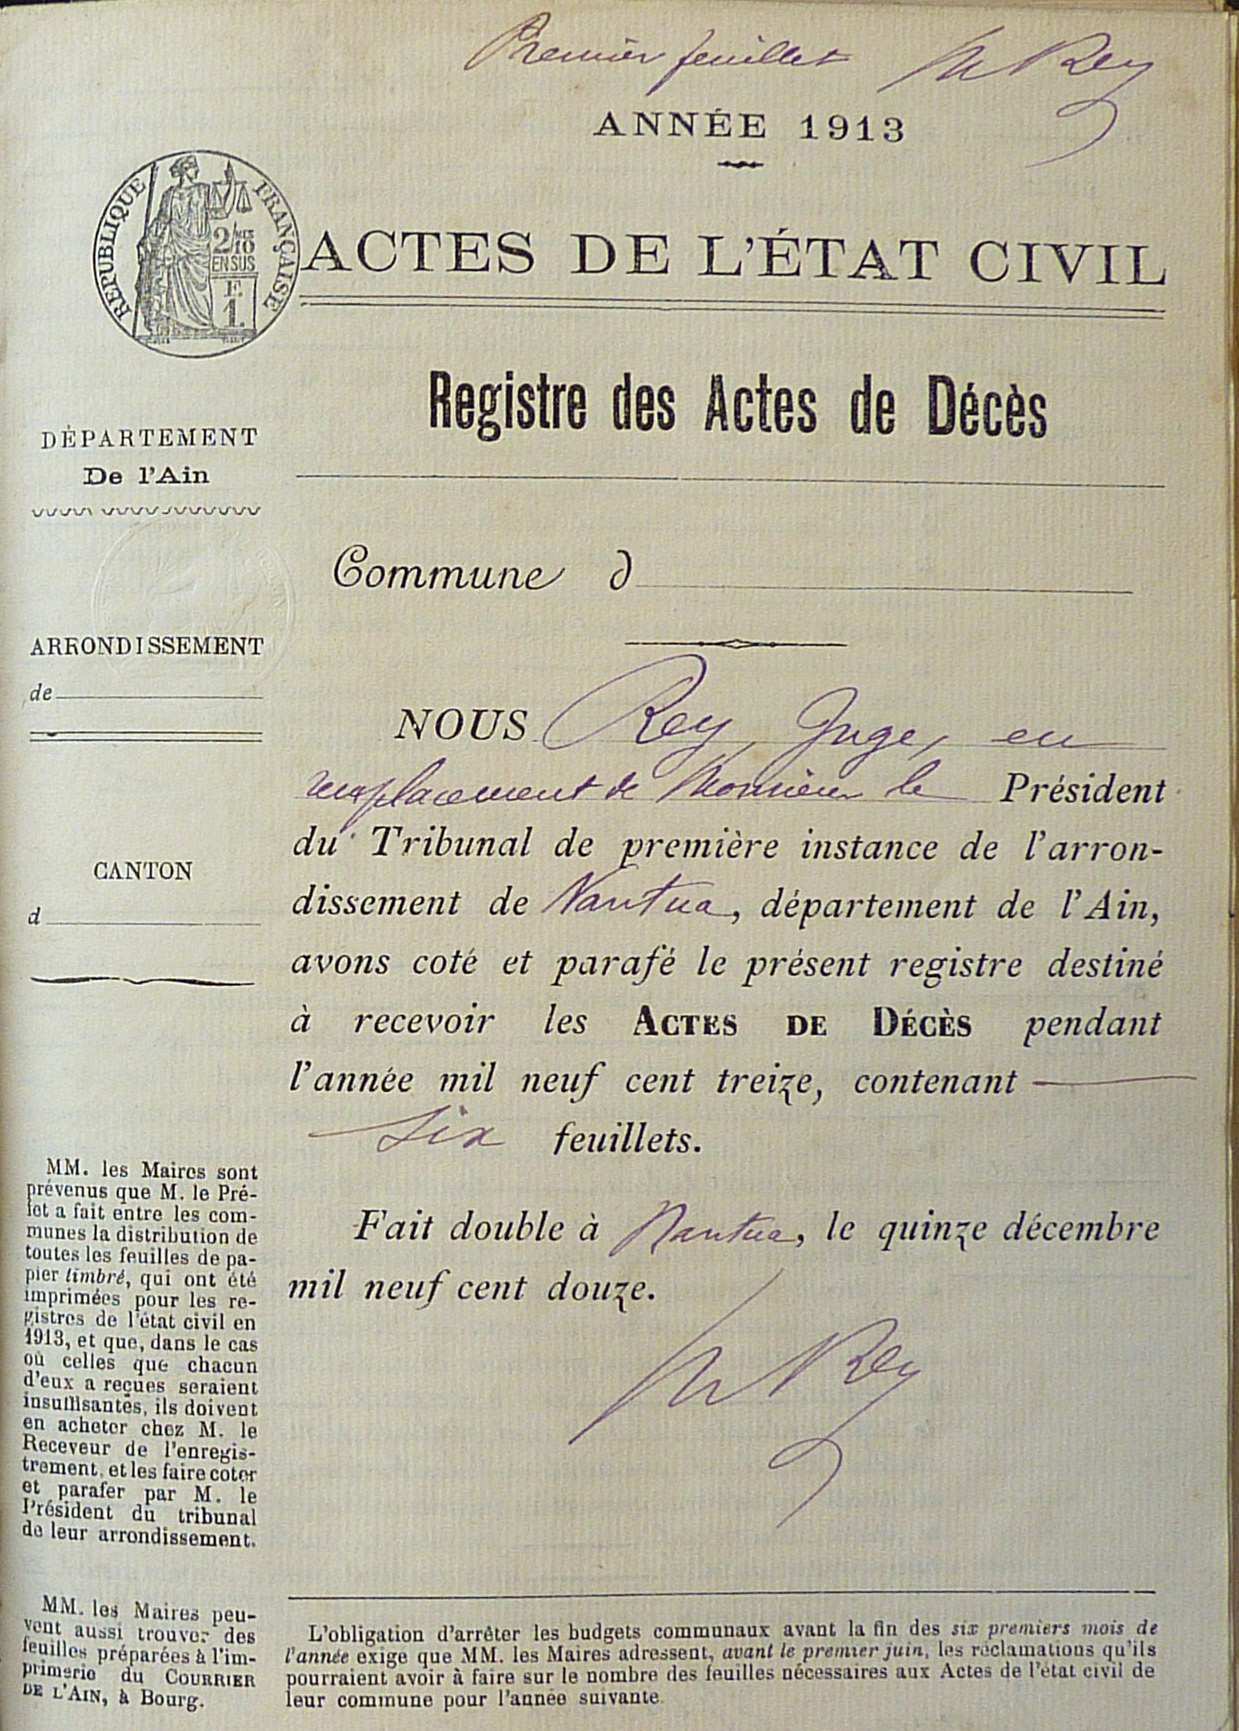 Premier feuillet Rey
ANNÉE 1913
RÉPUBLIQUE FRANÇAISE
2/10
EN SUS
F.
1
ACTES DE L'ÉTAT CIVIL
Registre des Actes de Décès
DÉPARTEMENT
De l'Ain
Commune d
ARRONDISSEMENT
de
CANTON
d
NOUS Rey, Juge, en
remplacement de Monsieur le Président
du Tribunal de première instance de l'arron-
dissement de Nantua, département de l'Ain,
avons coté et parafé le présent registre destiné
à recevoir les ACTES DE DÉCÈS pendant
l'année mil neuf cent treize, contenant
six feuillets.
Fait double à Nantua, le quinze décembre
mil neuf cent douze.
Rey
MM. les Maires sont
prévenus que M. le Pré-
fet a fait entre les com-
munes la distribution de
toutes les feuilles de pa-
pier timbré, qui ont été
imprimées pour les re-
gistres de l'état civil en
1913, et que, dans le cas
où celles que chacun
d'eux a reçues seraient
insuffisantes, ils doivent
en acheter chez M. le
Receveur de l'enregis-
trement, et les faire coter
et parafer par M. le
Président du tribunal
de leur arrondissement.
MM. les Maires peu-
vent aussi trouver des
feuilles préparées à l'im-
primerie du COURRIER
DE L'AIN, à Bourg.
L'obligation d'arrêter les budgets communaux avant la fin des six premiers mois de
l'année exige que MM. les Maires adressent, avant le premier juin, les réclamations qu'ils
pourraient avoir à faire sur le nombre des feuilles nécessaires aux Actes de l'état civil de
leur commune pour l'année suivante.